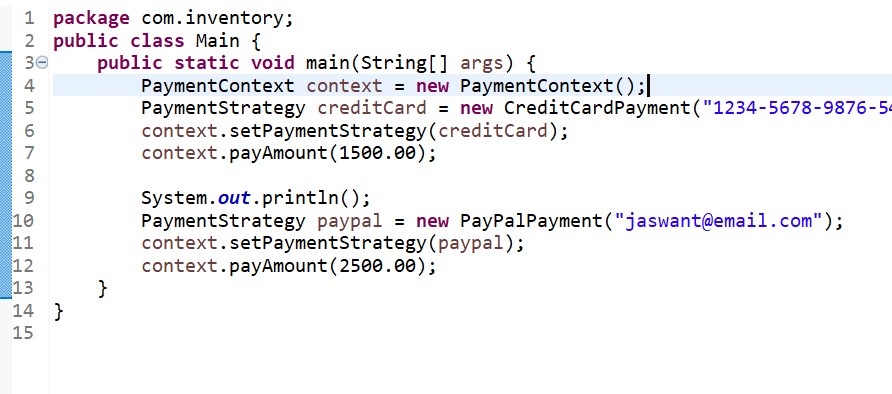 1 package com.inventory;
2 public class Main {
3 public static void main(String[] args) {
4 PaymentContext context = new PaymentContext();
5 PaymentStrategy creditCard = new CreditCardPayment("1234-5678-9876-54
6 context.setPaymentStrategy(creditCard);
7 context.payAmount(1500.00);
8
9 System.out.println();
10 PaymentStrategy paypal = new PayPalPayment("jaswant@email.com");
11 context.setPaymentStrategy(paypal);
12 context.payAmount(2500.00);
13 }
14 }
15